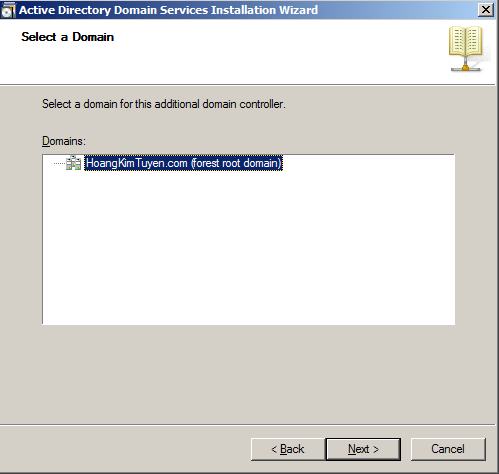 Active Directory Domain Services Installation Wizard
Select a Domain
Select a domain for this additional domain controller.
Domains:
HoangKimTuyen.com (forest root domain)
< Back
Next >
Cancel